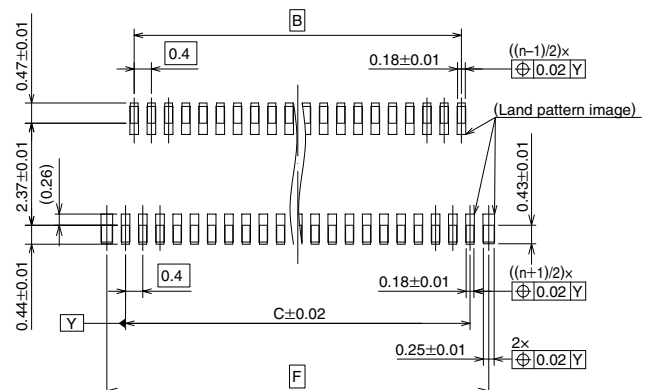 B
0.4
0.18±0.01
((n–1)/2)×
⌖ 0.02 Y
0.47±0.01
(Land pattern image)
2.37±0.01
(0.26)
0.43±0.01
0.44±0.01
0.4
0.18±0.01
((n+1)/2)×
⌖ 0.02 Y
Y
C±0.02
0.25±0.01
2×
⌖ 0.02 Y
F